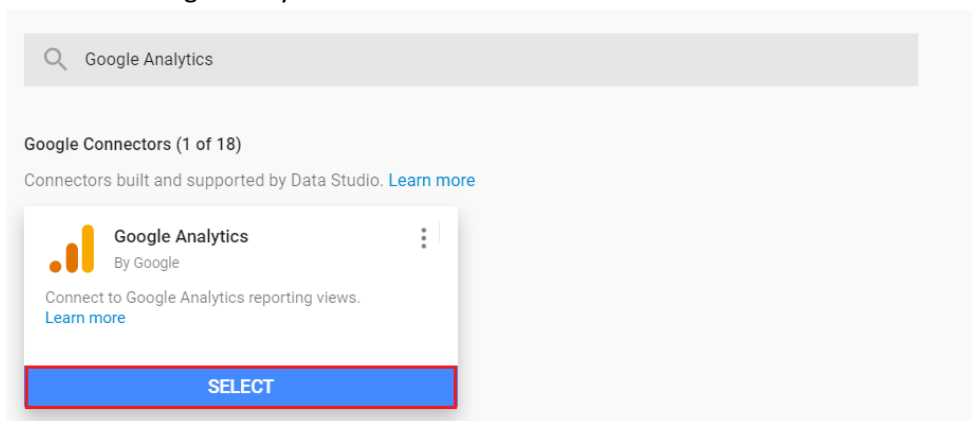 Google Analytics
Google Connectors (1 of 18)
Connectors built and supported by Data Studio. Learn more
Google Analytics
By Google
Connect to Google Analytics reporting views.
Learn more
SELECT